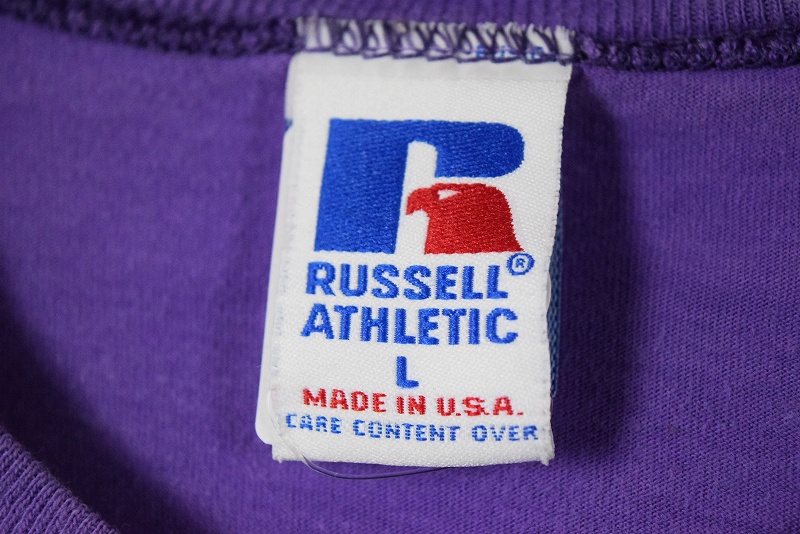 RUSSELL®
ATHLETIC
L
MADE IN U.S.A.
CARE CONTENT OVER